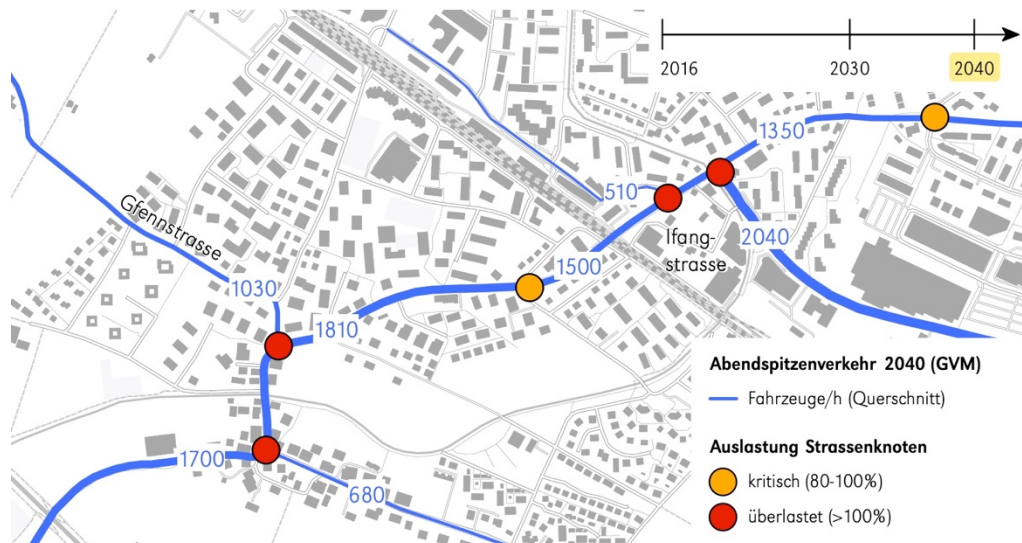 2016
2030
2040
1350
510
Ifang-
strasse
2040
Gfennstrasse
1500
1030
1810
1700
680
Abendspitzenverkehr 2040 (GVM)
Fahrzeuge/h (Querschnitt)
Auslastung Strassenknoten
kritisch (80-100%)
überlastet (>100%)